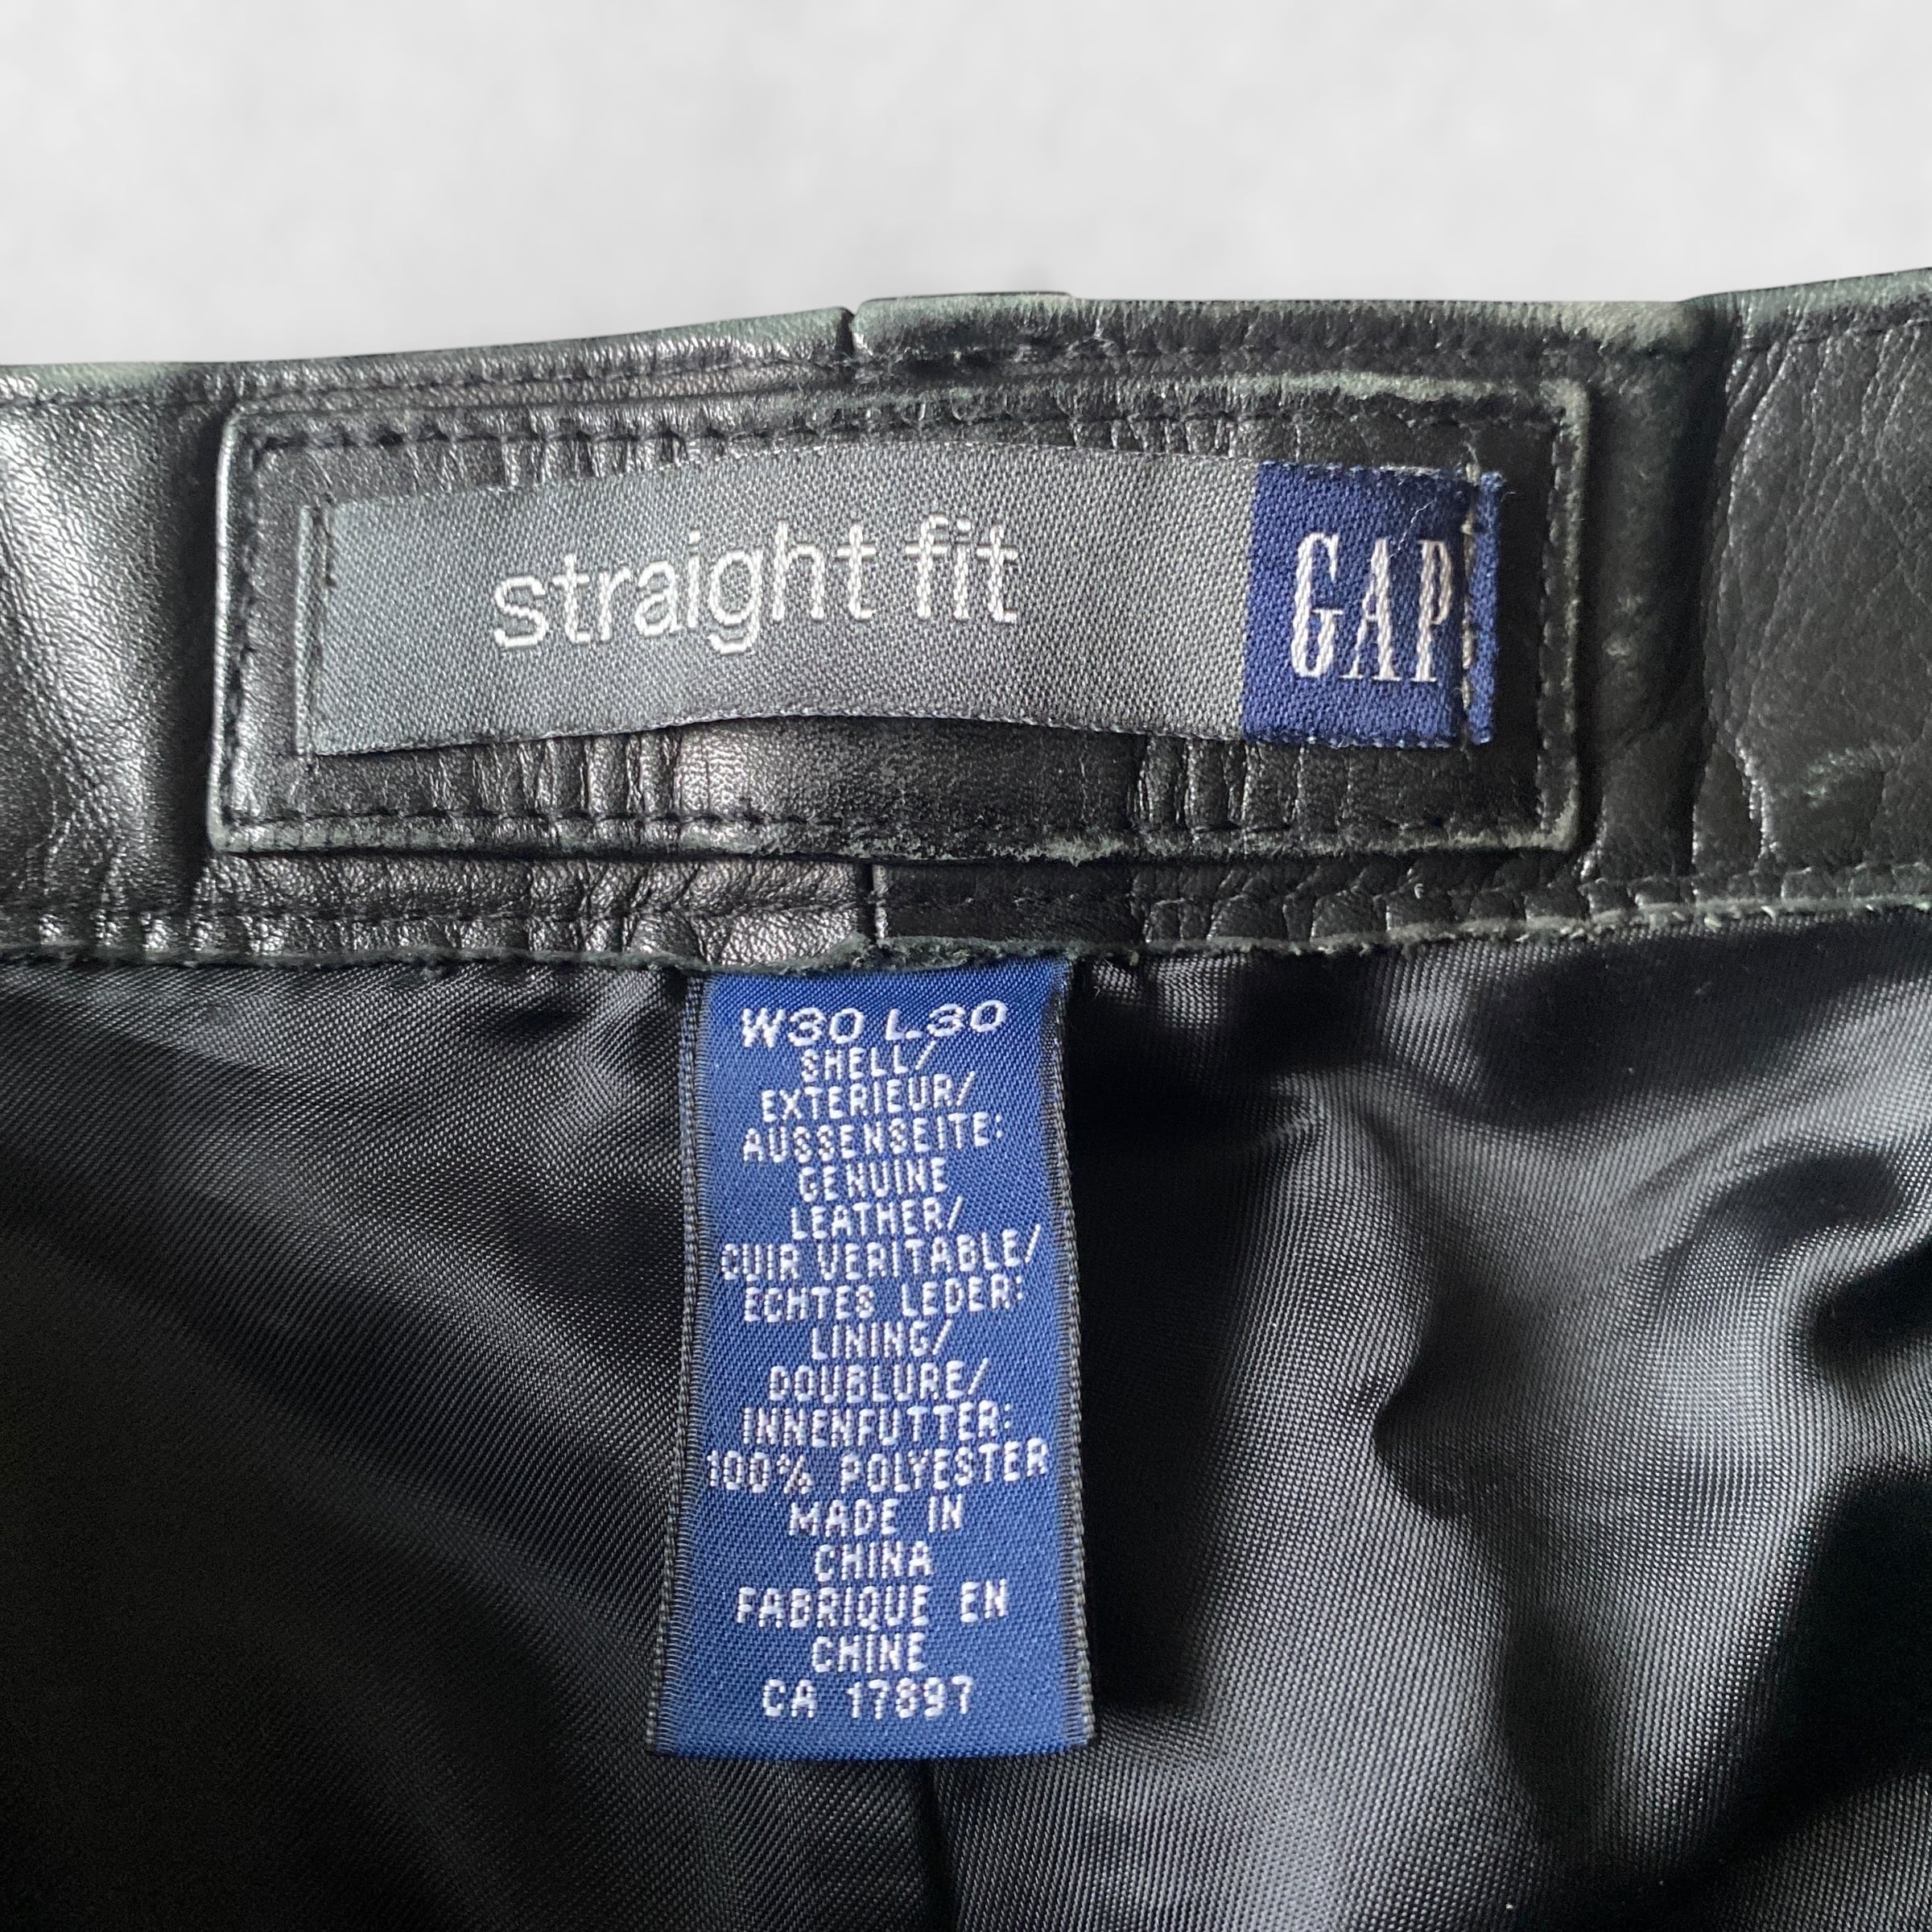 straight fit GAP
W30 L30
SHELL/
EXTERIEUR/
AUSSENSEITE:
GENUINE
LEATHER/
CUIR VERITABLE/
ECHTES LEDER:
LINING/
DOUBLURE/
INNENFUTTER:
100% POLYESTER
MADE IN
CHINA
FABRIQUE EN
CHINE
CA 17897